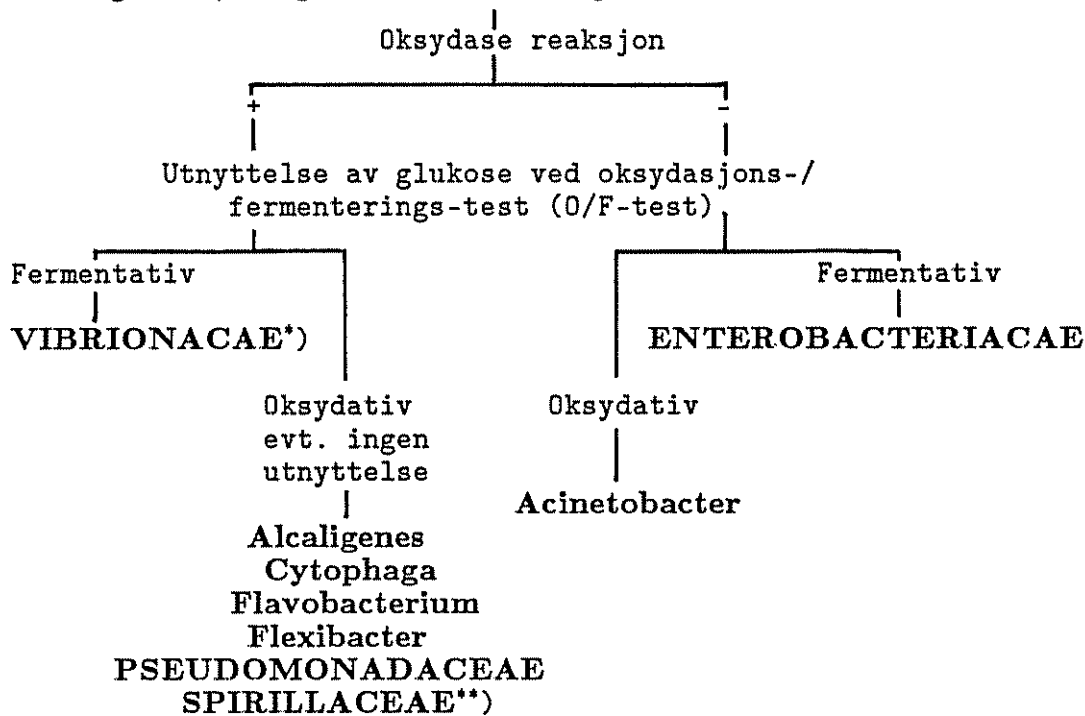 Oksydase reaksjon
+
-
Utnyttelse av glukose ved oksydasjons-/
fermenterings-test (O/F-test)
Fermentativ
Fermentativ
VIBRIONACAE*)
ENTEROBACTERIACAE
Oksydativ
evt. ingen
utnyttelse
Oksydativ
Acinetobacter
Alcaligenes
Cytophaga
Flavobacterium
Flexibacter
PSEUDOMONADACEAE
SPIRILLACEAE**)